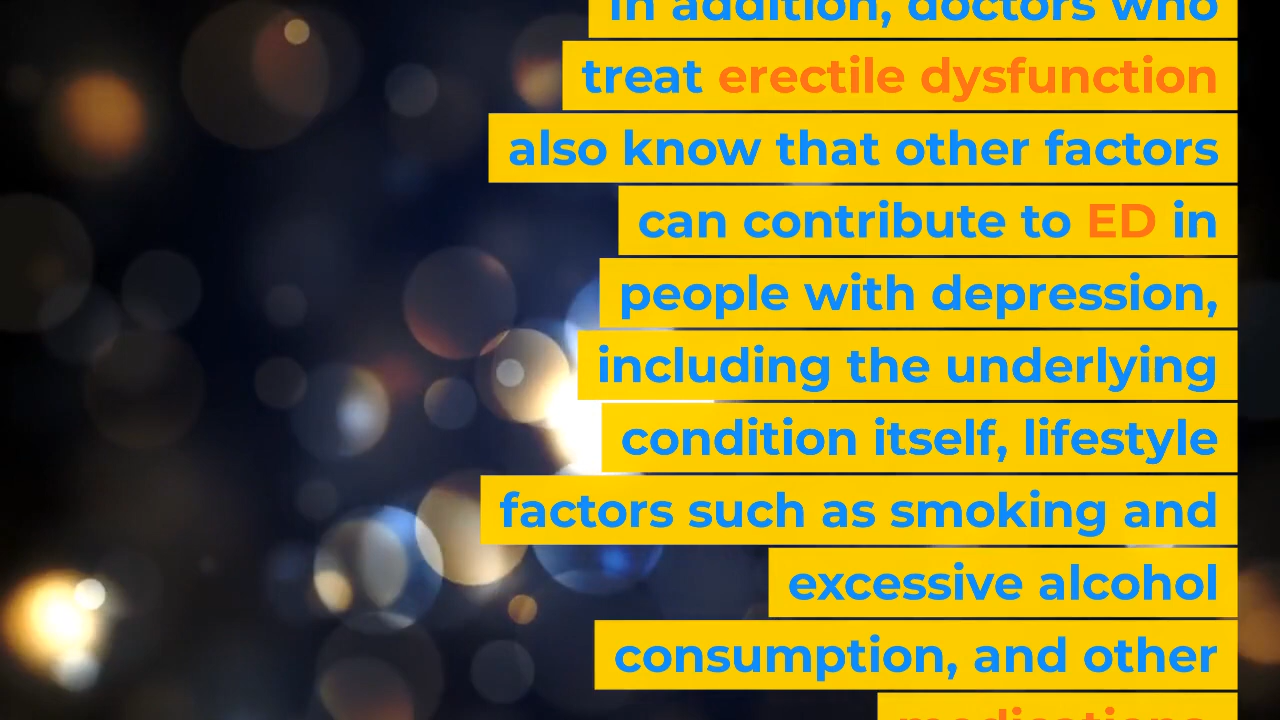 In addition, doctors who
treat erectile dysfunction
also know that other factors
can contribute to ED in
people with depression,
including the underlying
condition itself, lifestyle
factors such as smoking and
excessive alcohol
consumption, and other
medications.